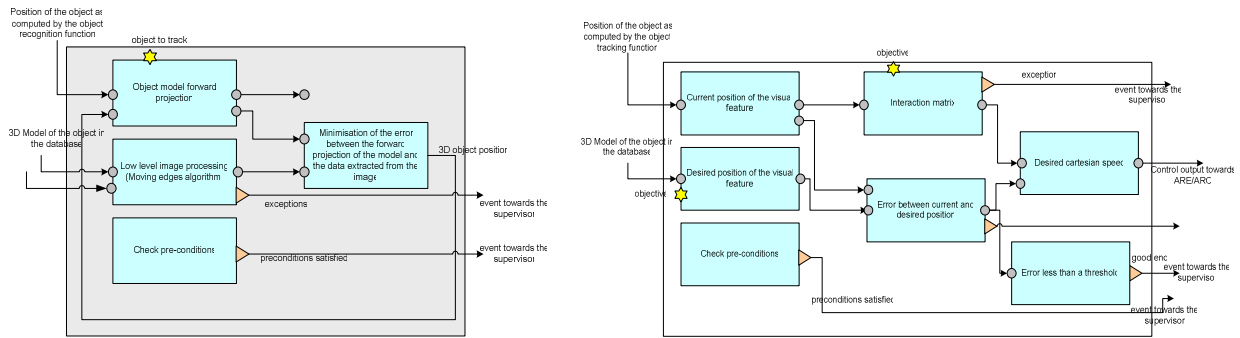 Position of the object as
computed by the object
recognition function
object to track
Object model forward
projection
3D Model of the object in
the database
Low level image processing
(Moving edges algorithm
Minimisation of the error
between the forward
projection of the model and
the data extracted from the
image
3D object position
exceptions
event towards the
supervisor
Check pre-conditions
preconditions satisfied
event towards the
supervisor
Position of the object as
computed by the object
tracking function
objective
Current position of the visual
feature
Interaction matrix
exception
event towards the
superviso
3D Model of the object in
the database
objective
Desired position of the visual
feature
Desired cartesian speed
Control output towards
ARE/ARC
Error between current and
desired position
Check pre-conditions
Error less than a threshold
good end
event towards the
superviso
preconditions satisfied
event towards the
supervisor